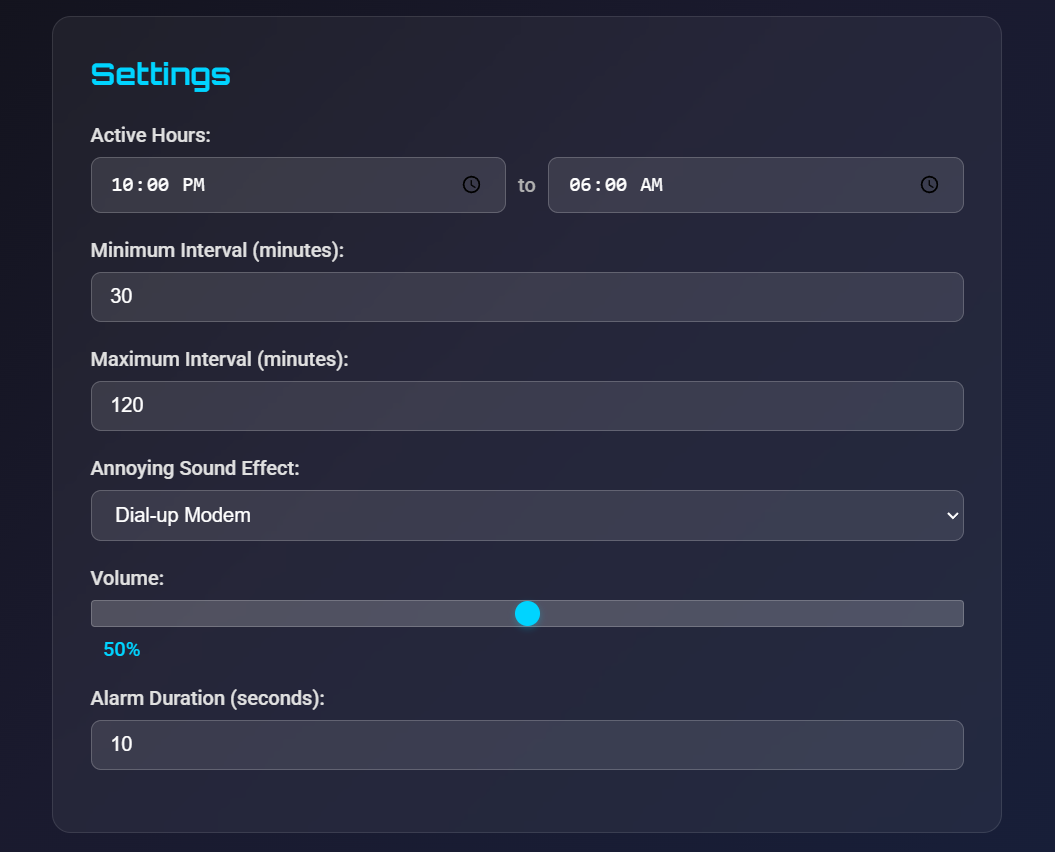 Settings
Active Hours:
10:00 PM to 06:00 AM
Minimum Interval (minutes):
30
Maximum Interval (minutes):
120
Annoying Sound Effect:
Dial-up Modem
Volume:
50%
Alarm Duration (seconds):
10